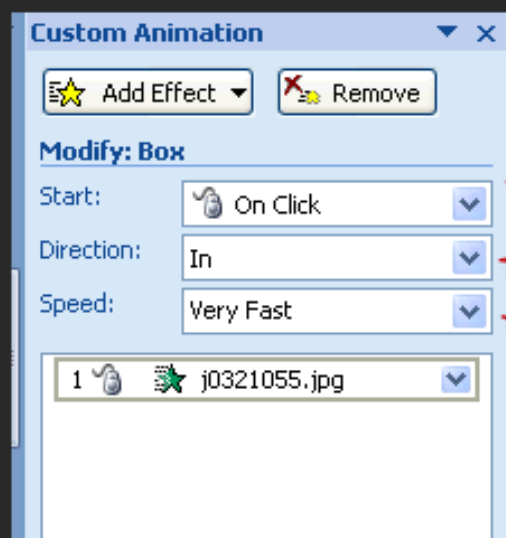 Custom Animation
Add Effect Remove
Modify: Box
Start: On Click
Direction: In
Speed: Very Fast
1 j0321055.jpg